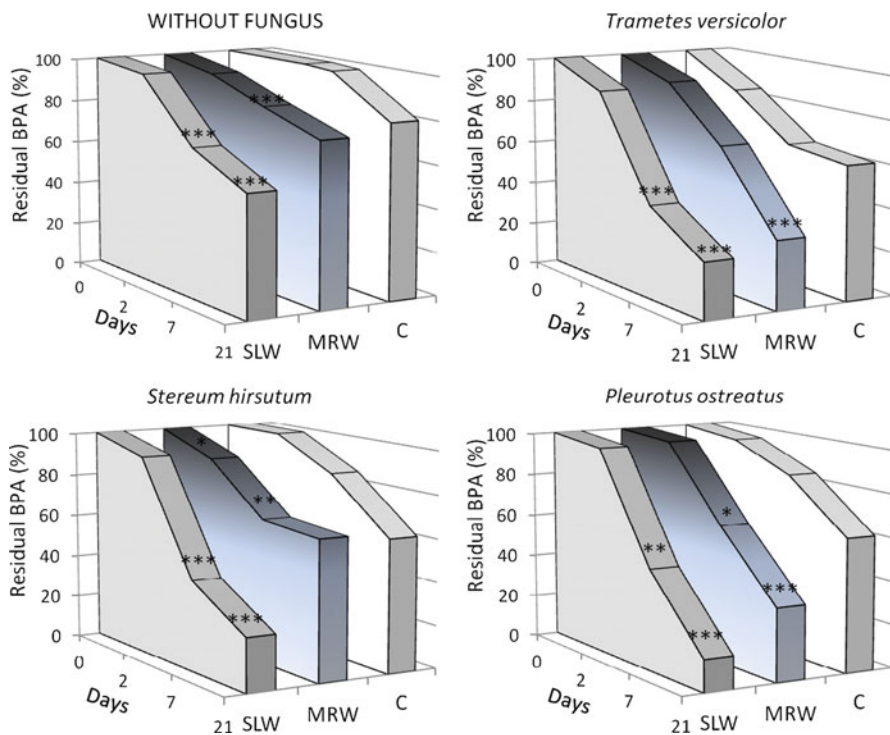 WITHOUT FUNGUS
Residual BPA (%)
100
80
60
40
20
0
***
***
***
0
2
7
21
Days
SLW
MRW
C
Trametes versicolor
Residual BPA (%)
100
80
60
40
20
0
***
***
***
0
2
7
21
Days
SLW
MRW
C
Stereum hirsutum
Residual BPA (%)
100
80
60
40
20
0
*
**
***
***
0
2
7
21
Days
SLW
MRW
C
Pleurotus ostreatus
Residual BPA (%)
100
80
60
40
20
0
*
**
***
***
0
2
7
21
Days
SLW
MRW
C